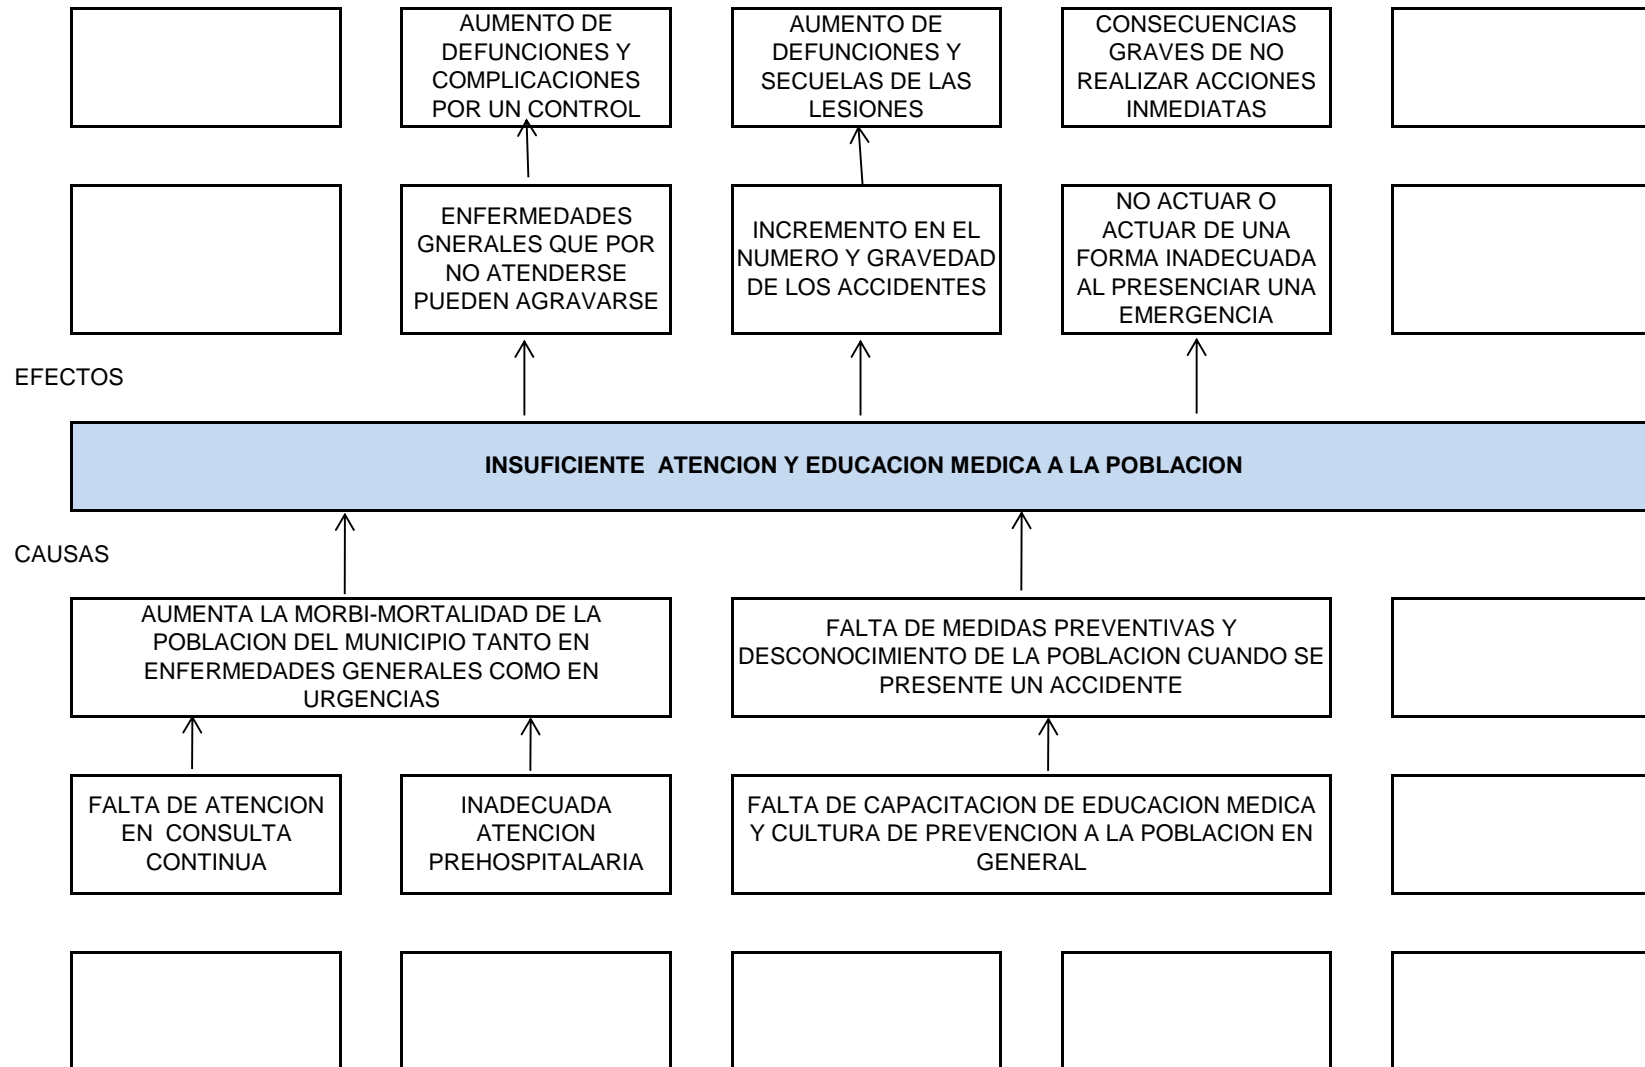 AUMENTO DE
DEFUNCIONES Y
COMPLICACIONES
POR UN CONTROL
AUMENTO DE
DEFUNCIONES Y
SECUELAS DE LAS
LESIONES
CONSECUENCIAS
GRAVES DE NO
REALIZAR ACCIONES
INMEDIATAS
ENFERMEDADES
GNERALES QUE POR
NO ATENDERSE
PUEDEN AGRAVARSE
INCREMENTO EN EL
NUMERO Y GRAVEDAD
DE LOS ACCIDENTES
NO ACTUAR O
ACTUAR DE UNA
FORMA INADECUADA
AL PRESENCIAR UNA
EMERGENCIA
EFECTOS
INSUFICIENTE ATENCION Y EDUCACION MEDICA A LA POBLACION
CAUSAS
AUMENTA LA MORBI-MORTALIDAD DE LA
POBLACION DEL MUNICIPIO TANTO EN
ENFERMEDADES GENERALES COMO EN
URGENCIAS
FALTA DE MEDIDAS PREVENTIVAS Y
DESCONOCIMIENTO DE LA POBLACION CUANDO SE
PRESENTE UN ACCIDENTE
FALTA DE ATENCION
EN CONSULTA
CONTINUA
INADECUADA
ATENCION
PREHOSPITALARIA
FALTA DE CAPACITACION DE EDUCACION MEDICA
Y CULTURA DE PREVENCION A LA POBLACION EN
GENERAL